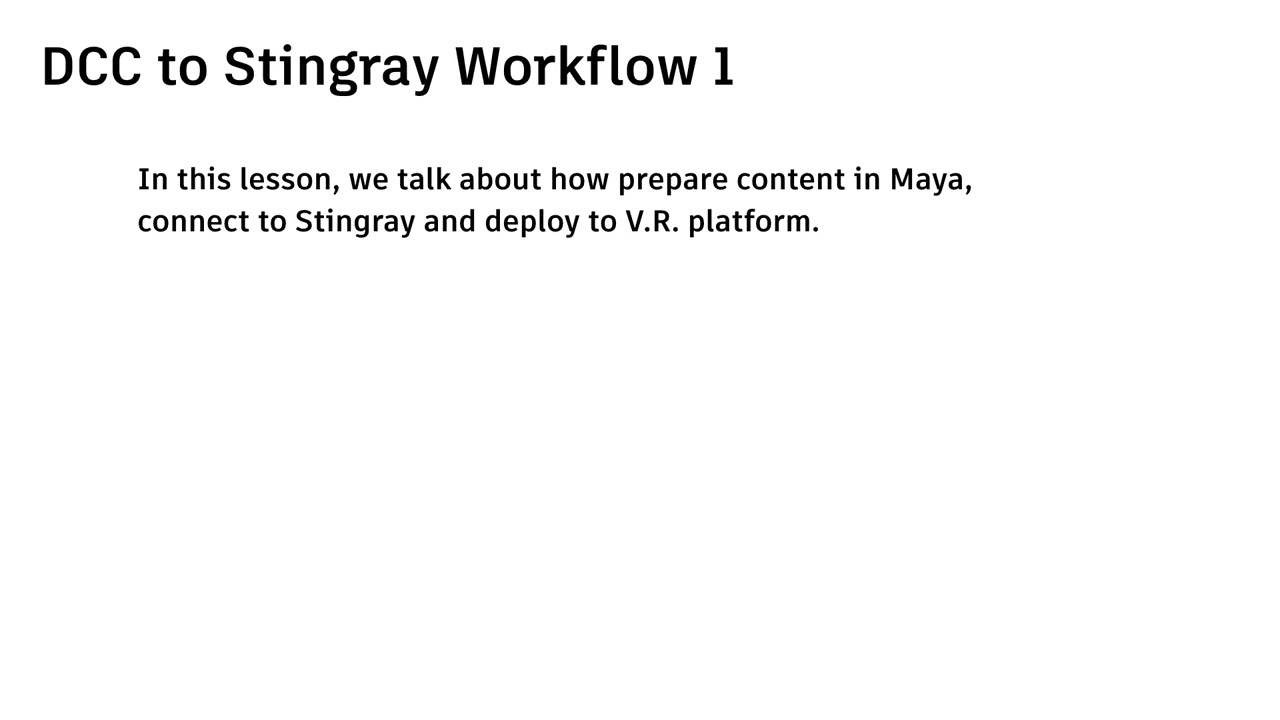 DCC to Stingray Workflow 1
In this lesson, we talk about how prepare content in Maya,
connect to Stingray and deploy to V.R. platform.